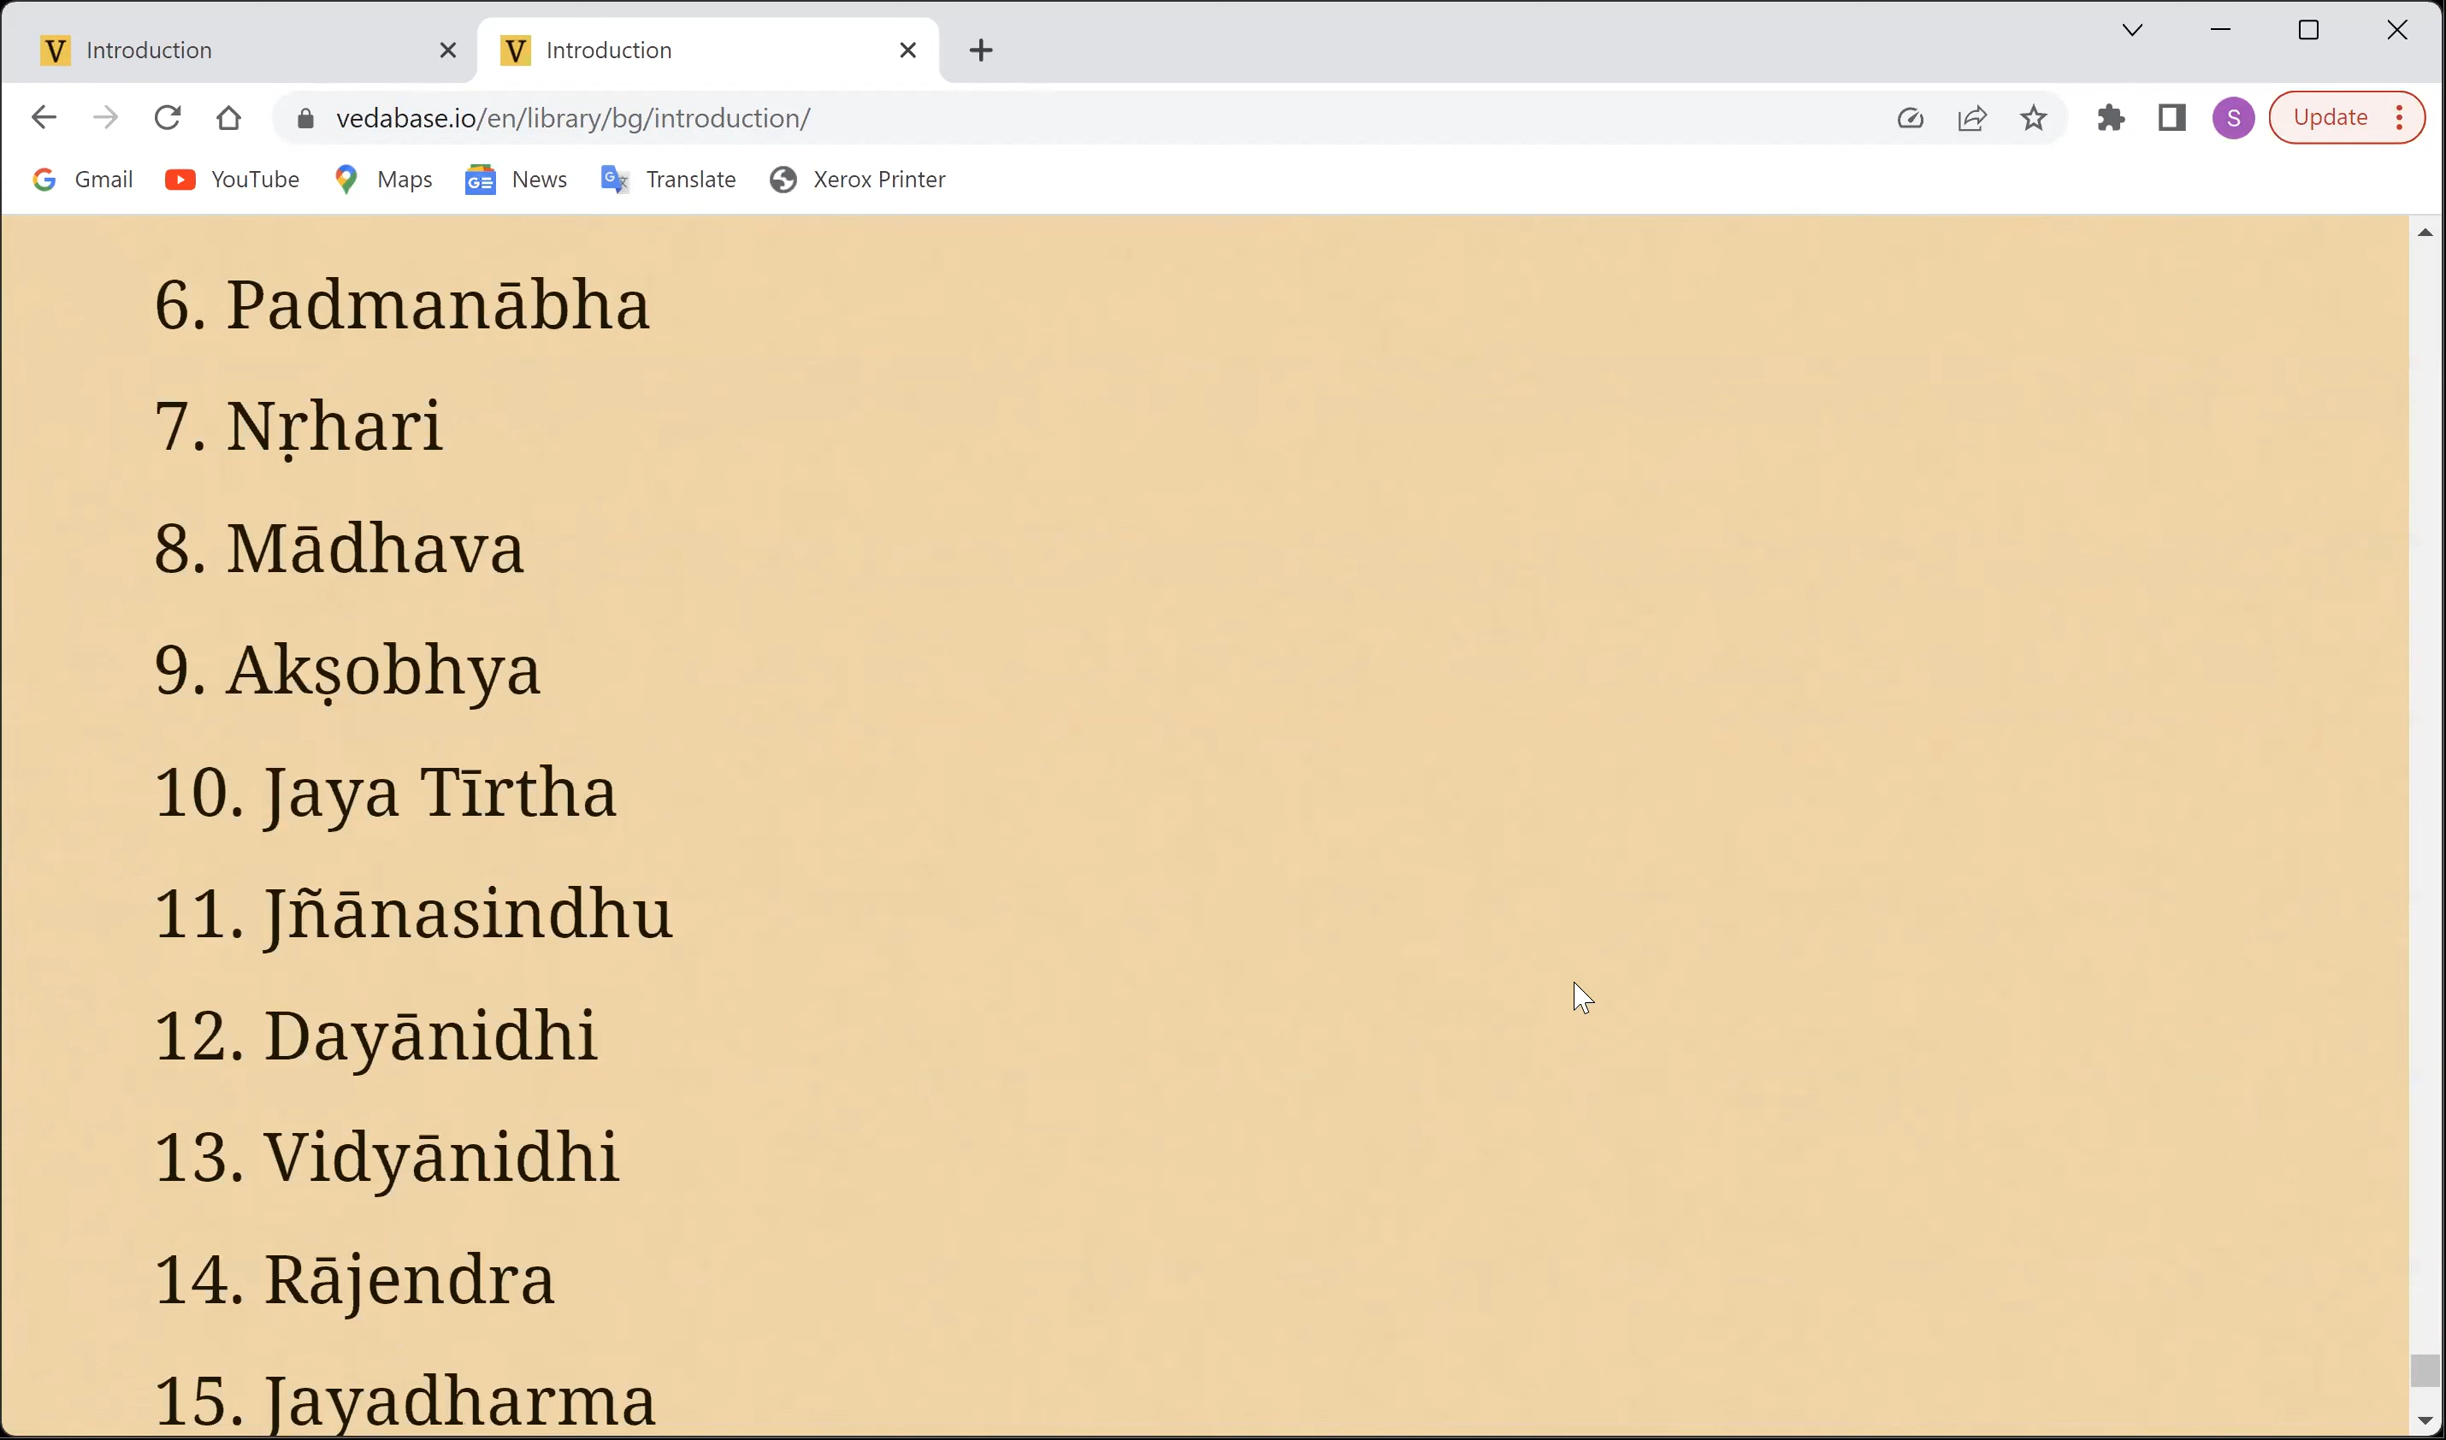 V Introduction
V Introduction
vedabase.io/en/library/bg/introduction/
S
Update
Gmail
YouTube
Maps
News
Translate
Xerox Printer
6. Padmanābha
7. Nṛhari
8. Mādhava
9. Akṣobhya
10. Jaya Tīrtha
11. Jñānasindhu
12. Dayānidhi
13. Vidyānidhi
14. Rājendra
15. Jayadharma